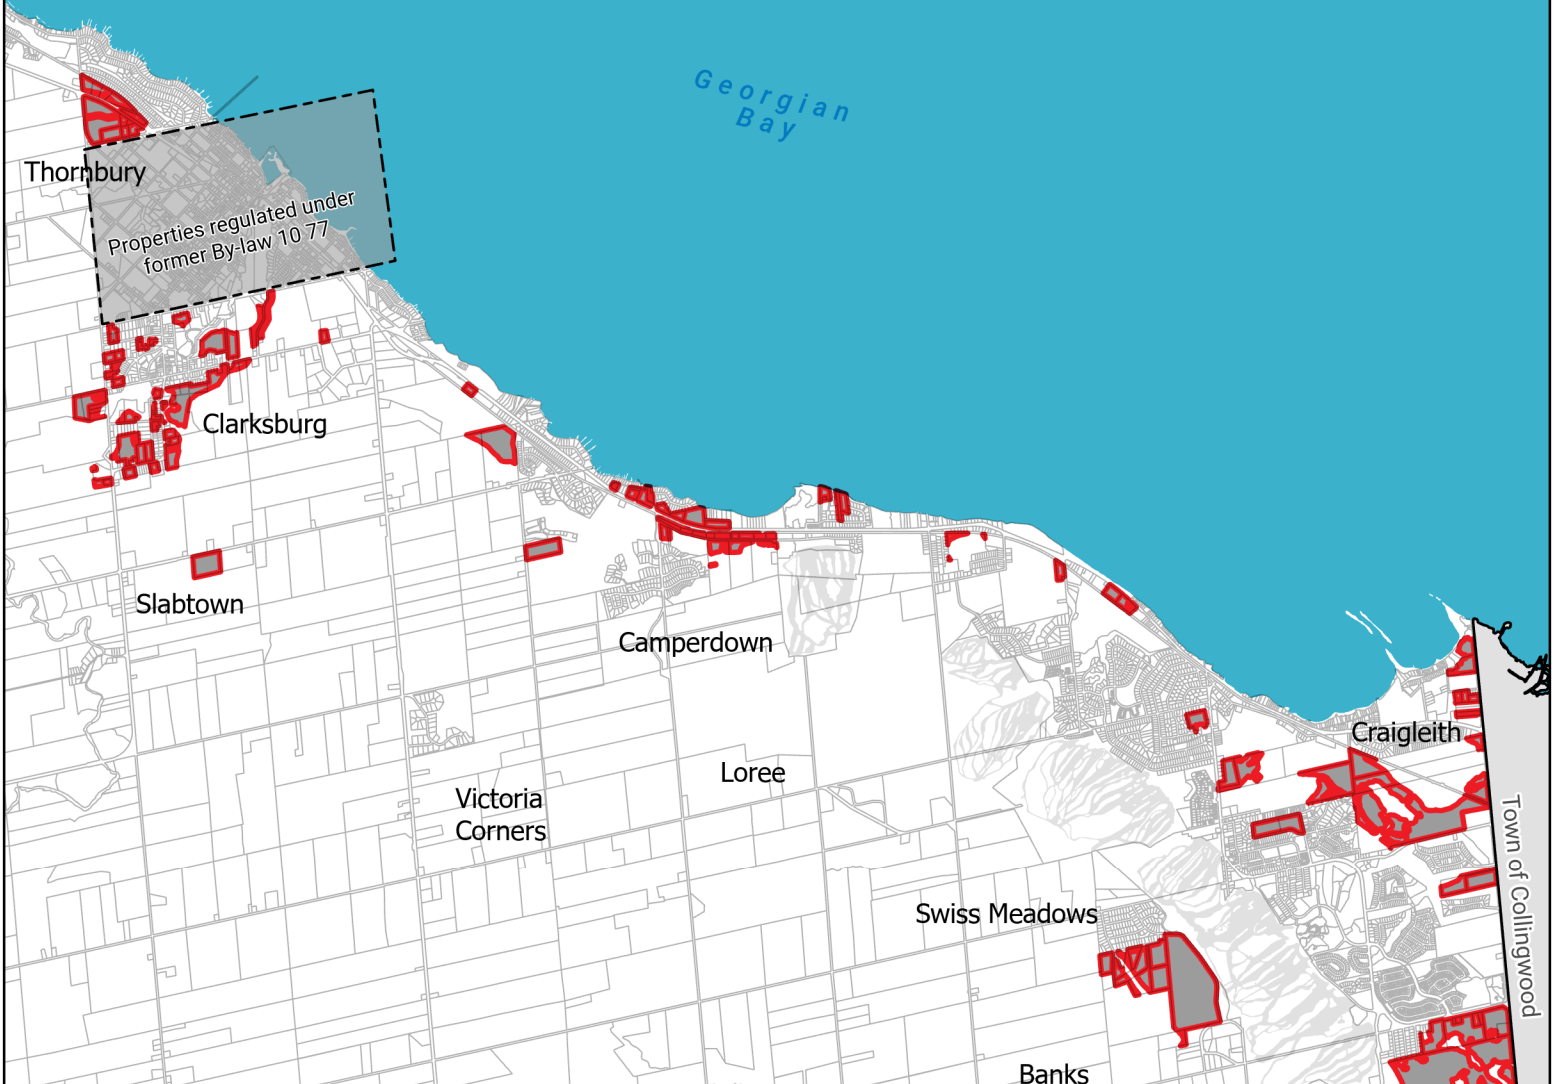 Georgian
Bay
Thornbury
Properties regulated under
former By-law 10 77
Clarksburg
Slabtown
Camperdown
Craigleith
Loree
Victoria
Corners
Town of Collingwood
Swiss Meadows
Banks